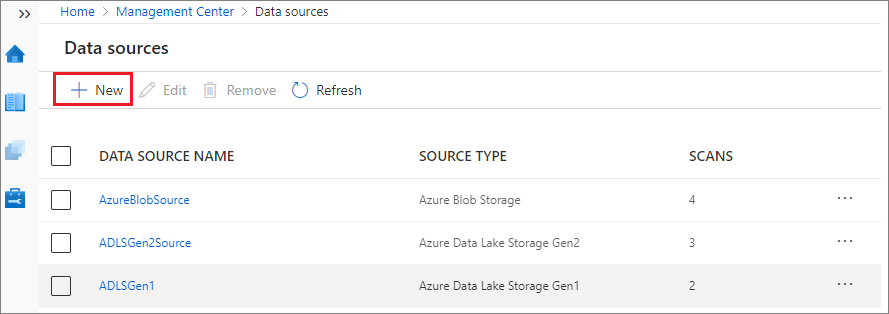 Home > Management Center > Data sources
Data sources
New Edit Remove Refresh
DATA SOURCE NAME SOURCE TYPE SCANS
AzureBlobSource Azure Blob Storage 4
ADLSGen2Source Azure Data Lake Storage Gen2 3
ADLSGen1 Azure Data Lake Storage Gen1 2